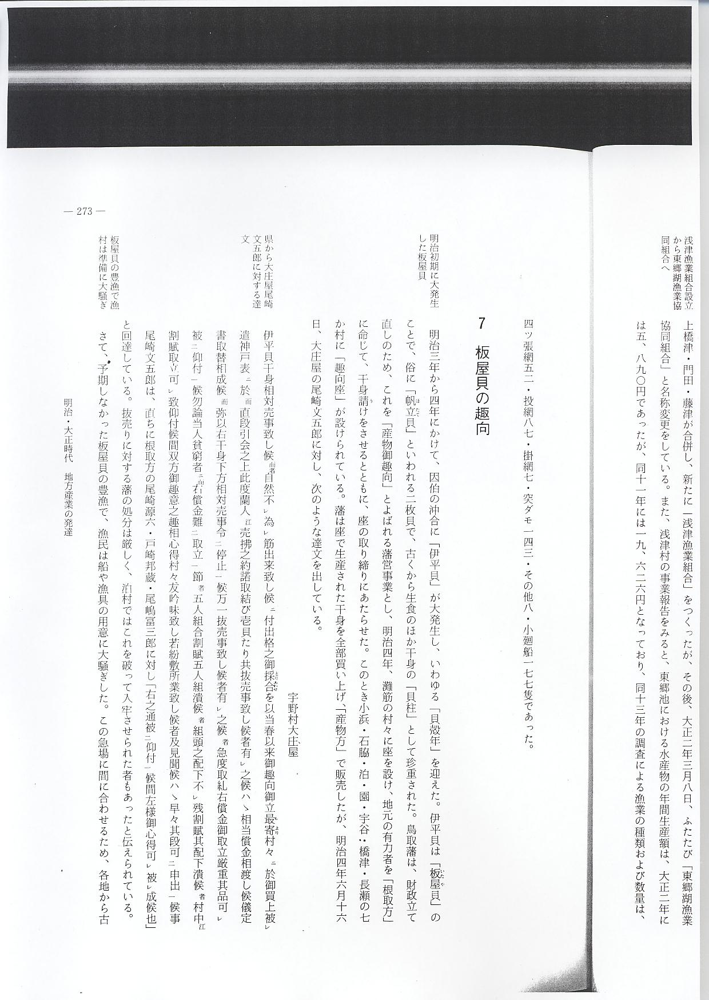 浅津漁業組合設立
から東郷湖漁業協
同組合へ
上橋津・門田・藤津が合併し、新たに「浅津漁業組合」をつくったが、その後、大正二年三月八日、ふたたび「東郷湖漁業
協同組合」と名称変更をしている。また、浅津村の事業報告をみると、東郷池における水産物の年間生産額は、大正二年に
は五、八九〇円であったが、同十一年には一九、六二六円となっており、同十三年の調査による漁業の種類および数量は、
四ツ張網五二・投網八七・掛網七・突ダモ一四三・その他八・小廻船一七七隻であった。
7 板屋貝の趣向
明治初期に大発生
した板屋貝
明治三年から四年にかけて、因伯の沖合に「伊平貝」が大発生し、いわゆる「貝殻年」を迎えた。伊平貝は「板屋貝」の
ことで、俗に「帆立貝」といわれる二枚貝で、古くから生食のほか干身の「貝柱」として珍重された。鳥取藩は、財政立て
直しのため、これを「産物御趣向」とよばれる藩営事業とし、明治四年、灘筋の村々に座を設け、地元の有力者を「根取方」
に命じて、干身請けをさせるとともに、座の取り締りにあたらせた。このとき小浜・石脇・泊・園・宇谷・橋津・長瀬の七
か村に「趣向座」が設けられている。藩は座で生産された干身を全部買い上げ、「産物方」で販売したが、明治四年六月十六
日、大庄屋の尾崎文五郎に対し、次のような達文を出している。
県から大庄屋尾崎
文五郎に対する達
文
宇野村大庄屋
伊平貝干身相対売事致し候而者自然不レ為レ筋出来致し候ニ付出格之御採合を以当春以来御趣向御立最寄村々ニ於御買上被レ
遣神戸表ニ於而直段引会之上此度蘭人江売拂之約諾取結び壱貝たり共抜売事致し候者有レ之候ハヽ相当償金相渡し候儀定
書取替相成候而弥以右干身下方相対売事令ニ停止一候万一抜売事致し候者有レ之候者急度取糺右償金御取立厳重其品可レ
被ニ仰付一候勿論当人貧窮者ニ而右償金難ニ取立一節者五人組合割賦五人組潰候者組頭之配下不レ残割賦其配下潰候者村中江
割賦取立可レ致仰付候間双方御趣意之趣相心得村々友吟味致し若紛敷所業致し候者及見聞候ハヽ早々其段可ニ申出一候事
尾崎文五郎は、直ちに根取方の尾崎源六・戸崎邦蔵・尾嶋冨三郎に対し「右之通被ニ仰付一候間左様御心得可レ被レ成候也」
と回達している。抜売りに対する藩の処分は厳しく、泊村ではこれを破って入牢させられた者もあったと伝えられている。
板屋貝の豊漁で漁
村は準備に大騒ぎ
さて、予期しなかった板屋貝の豊漁で、漁民は船や漁具の用意に大騒ぎした。この急場に間に合わせるため、各地から古
明治・大正時代 地方産業の発達
— 273 —